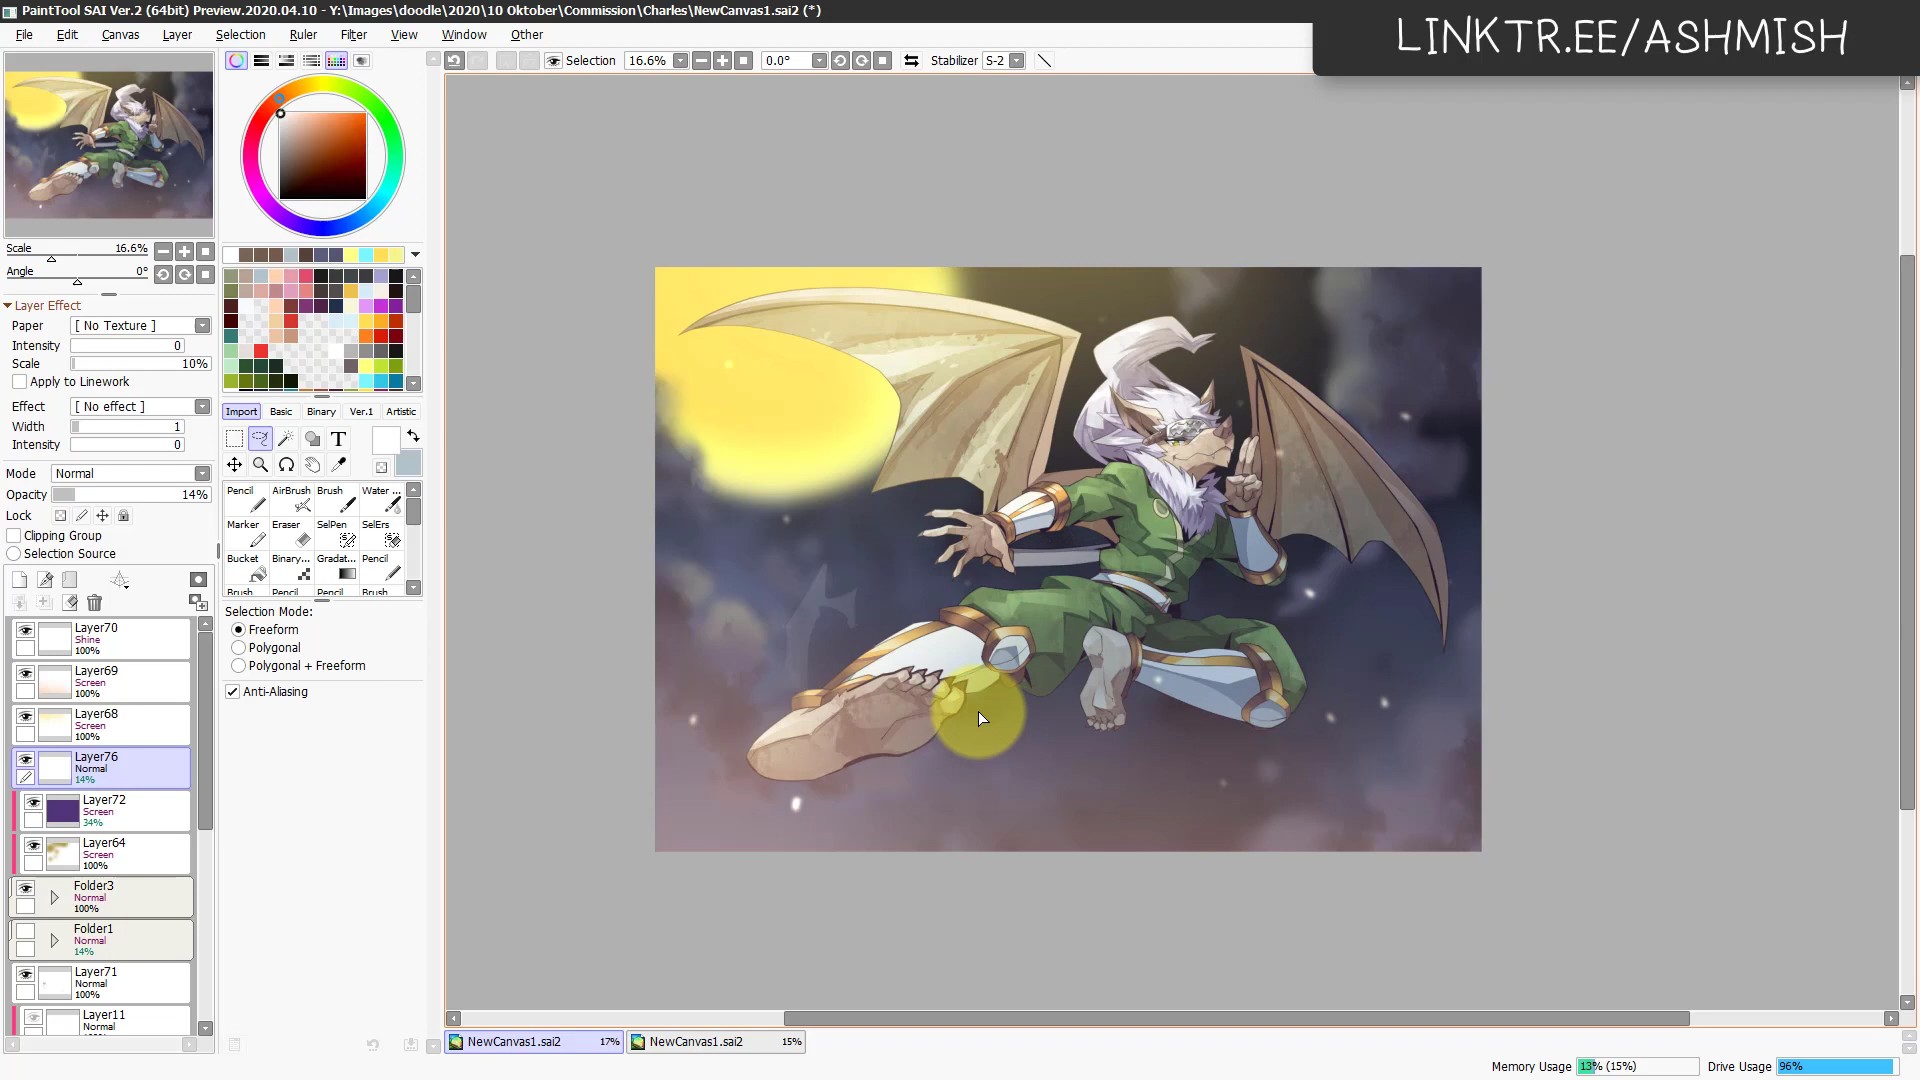 PaintTool SAI Ver.2 (64bit) Preview.2020.04.10 - Y:\Images\doodle\2020\10 Oktober\Commission\Charles\NewCanvas1.sai2 (*)
LINKTR.EE/ASHMISH
File Edit Canvas Layer Selection Ruler Filter View Window Other
Selection 16.6% 0.0° Stabilizer S-2
Scale 16.6%
Angle 0°
Layer Effect
Paper [ No Texture ]
Intensity 0
Scale 10%
Apply to Linework
Effect [ No effect ]
Width 1
Intensity 0
Mode Normal
Opacity 14%
Lock
Clipping Group
Selection Source
Layer70
Shine
100%
Layer69
Screen
100%
Layer68
Screen
100%
Layer76
Normal
14%
Layer72
Screen
34%
Layer64
Screen
100%
Folder3
Normal
100%
Folder1
Normal
14%
Layer71
Normal
100%
Layer11
Normal
Import Basic Binary Ver.1 Artistic
T
Pencil AirBrush Brush Water ...
Marker Eraser SelPen SelErs
Bucket Binary... Gradat... Pencil
Brush Pencil Pencil Brush
Selection Mode:
Freeform
Polygonal
Polygonal + Freeform
Anti-Aliasing
NewCanvas1.sai2 17% NewCanvas1.sai2 15%
Memory Usage 13% (15%) Drive Usage 96%